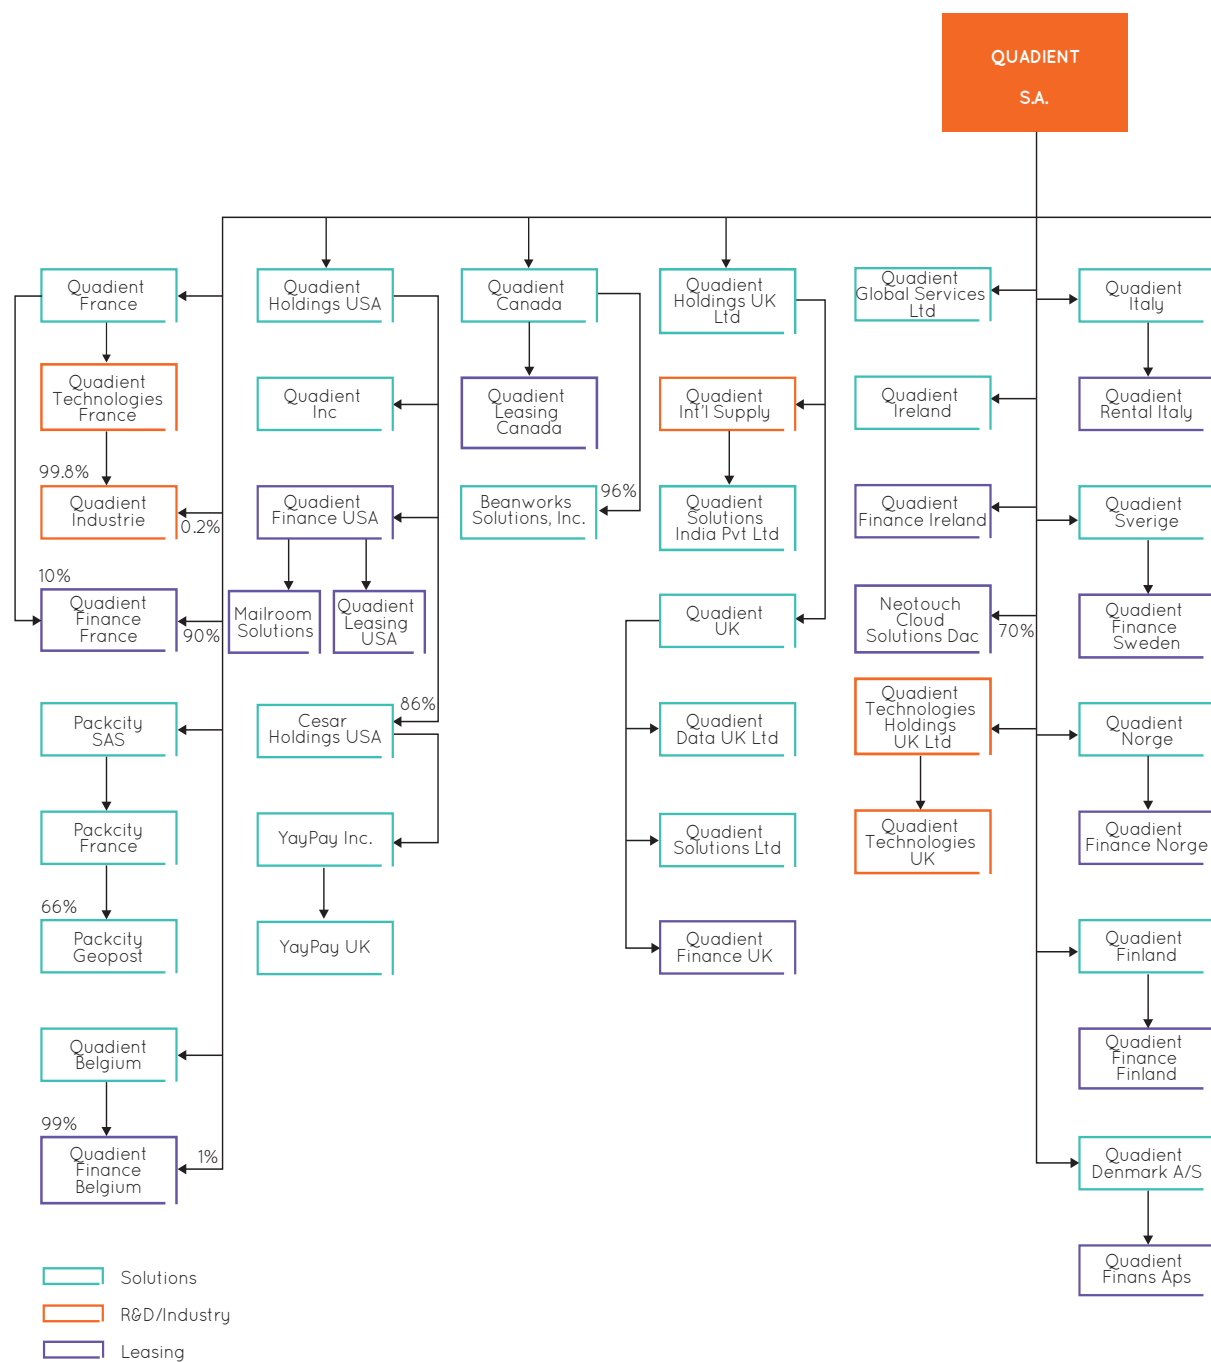 QUADIENT
S.A.
Quadient
France
Quadient
Technologies
France
99.8%
Quadient
Industrie
0.2%
10%
Quadient
Finance
France
90%
Packcity
SAS
Packcity
France
66%
Packcity
Geopost
Quadient
Belgium
99%
Quadient
Finance
Belgium
1%
Quadient
Holdings USA
Quadient
Inc
Quadient
Finance USA
Mailroom
Solutions
Quadient
Leasing
USA
86%
Cesar
Holdings USA
YayPay Inc.
YayPay UK
Quadient
Canada
Quadient
Leasing
Canada
Beanworks
Solutions, Inc.
96%
Quadient
Holdings UK
Ltd
Quadient
Int'l Supply
Quadient
Solutions
India Pvt Ltd
Quadient
UK
Quadient
Data UK Ltd
Quadient
Solutions Ltd
Quadient
Finance UK
Quadient
Global Services
Ltd
Quadient
Ireland
Quadient
Finance Ireland
Neotouch
Cloud
Solutions Dac
70%
Quadient
Technologies
Holdings
UK Ltd
Quadient
Technologies
UK
Quadient
Italy
Quadient
Rental Italy
Quadient
Sverige
Quadient
Finance
Sweden
Quadient
Norge
Quadient
Finance Norge
Quadient
Finland
Quadient
Finance
Finland
Quadient
Denmark A/S
Quadient
Finans Aps
Solutions
R&D/Industry
Leasing